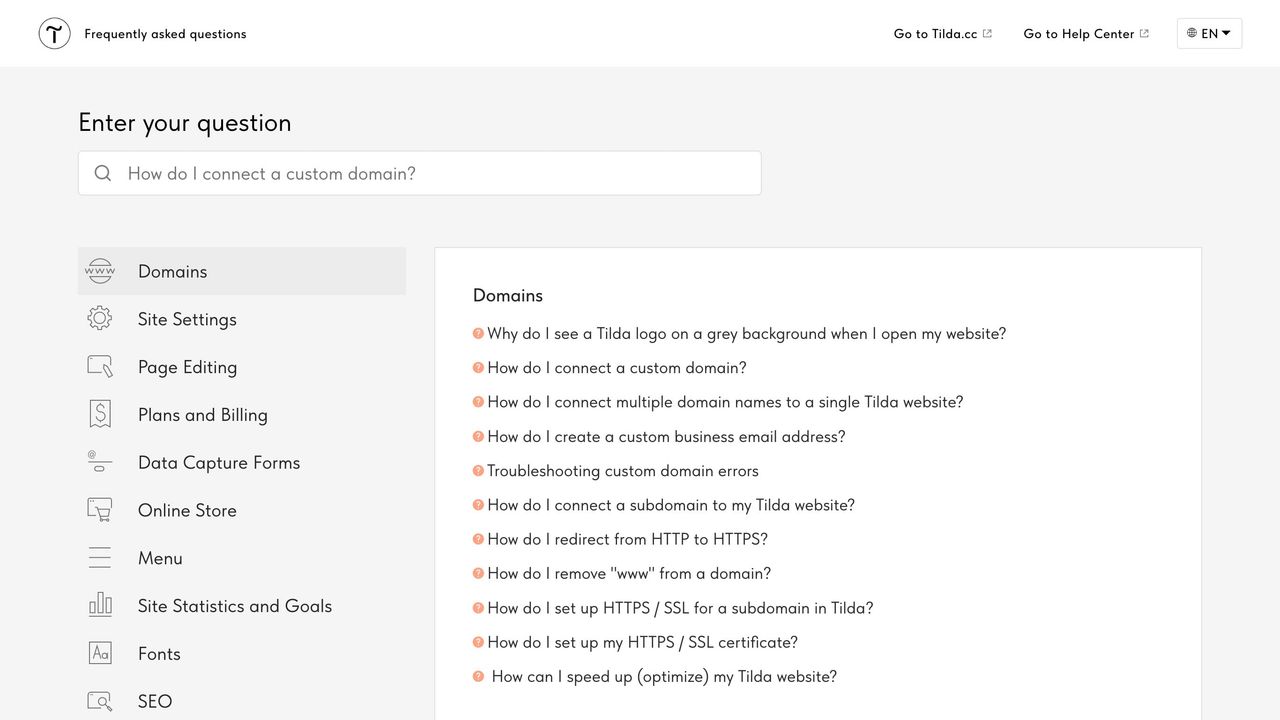 Frequently asked questions
Go to Tilda.cc
Go to Help Center
EN
Enter your question
How do I connect a custom domain?
www
Domains
Site Settings
Page Editing
$
Plans and Billing
@
Data Capture Forms
Online Store
Menu
Site Statistics and Goals
Aa
Fonts
SEO
Domains
? Why do I see a Tilda logo on a grey background when I open my website?
? How do I connect a custom domain?
? How do I connect multiple domain names to a single Tilda website?
? How do I create a custom business email address?
? Troubleshooting custom domain errors
? How do I connect a subdomain to my Tilda website?
? How do I redirect from HTTP to HTTPS?
? How do I remove "www" from a domain?
? How do I set up HTTPS / SSL for a subdomain in Tilda?
? How do I set up my HTTPS / SSL certificate?
? How can I speed up (optimize) my Tilda website?